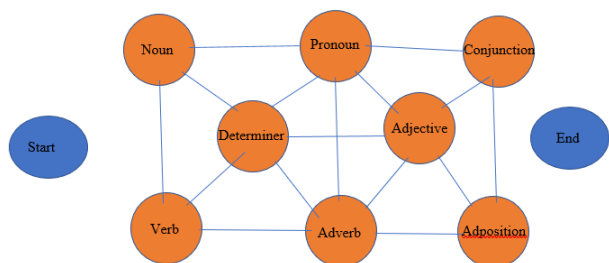 Noun
Pronoun
Conjunction
Start
Determiner
Adjective
End
Verb
Adverb
Adposition